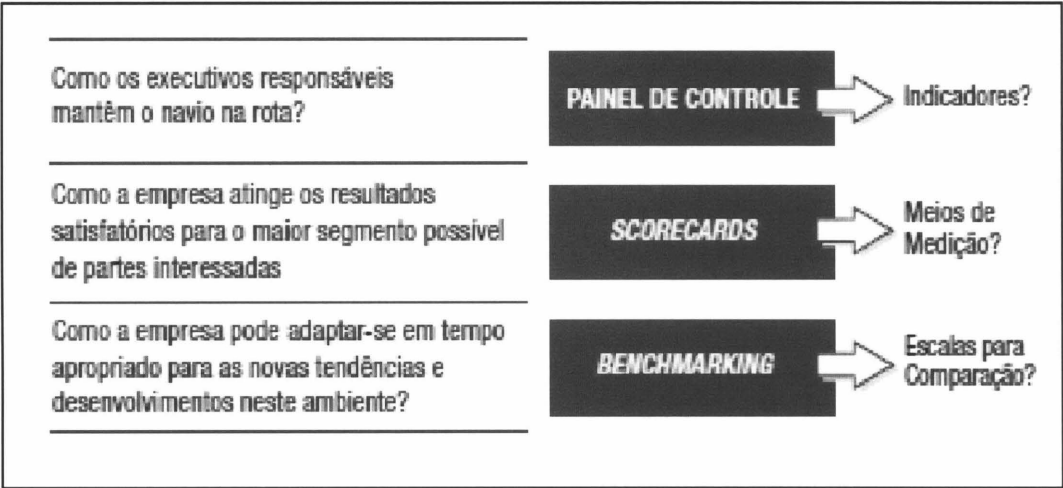 Como os executivos responsáveis
mantêm o navio na rota?
PAINEL DE CONTROLE
Indicadores?
Como a empresa atinge os resultados
satisfatórios para o maior segmento possível
de partes interessadas
SCORECARDS
Meios de
Medição?
Como a empresa pode adaptar-se em tempo
apropriado para as novas tendências e
desenvolvimentos neste ambiente?
BENCHMARKING
Escalas para
Comparação?